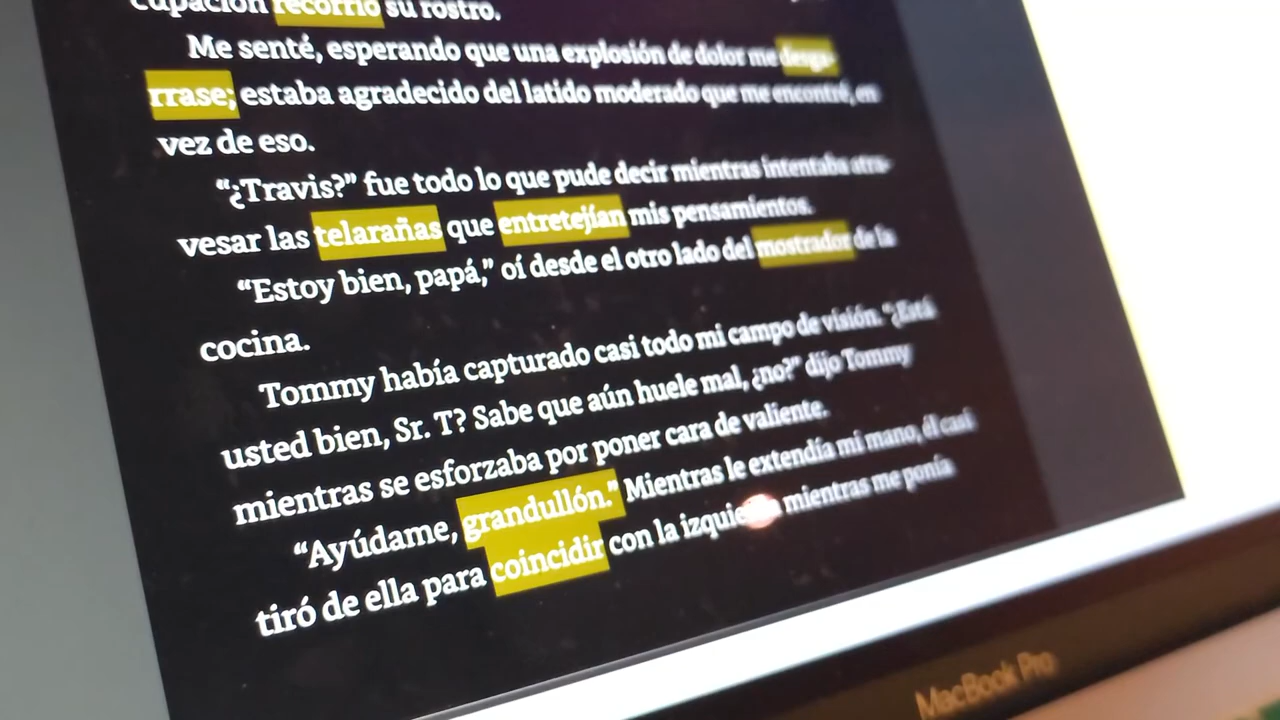 cupación recorrió su rostro.
Me senté, esperando que una explosión de dolor me desga-
rrase; estaba agradecido del latido moderado que me encontré, en
vez de eso.
“¿Travis?” fue todo lo que pude decir mientras intentaba atra-
vesar las telarañas que entretejían mis pensamientos.
“Estoy bien, papá,” oí desde el otro lado del mostrador de la
cocina.
Tommy había capturado casi todo mi campo de visión. “¿Está
usted bien, Sr. T? Sabe que aún huele mal, ¿no?” dijo Tommy
mientras se esforzaba por poner cara de valiente.
“Ayúdame, grandullón.” Mientras le extendía mi mano, él casi
tiró de ella para coincidir con la izquierda mientras me ponía
MacBook Pro